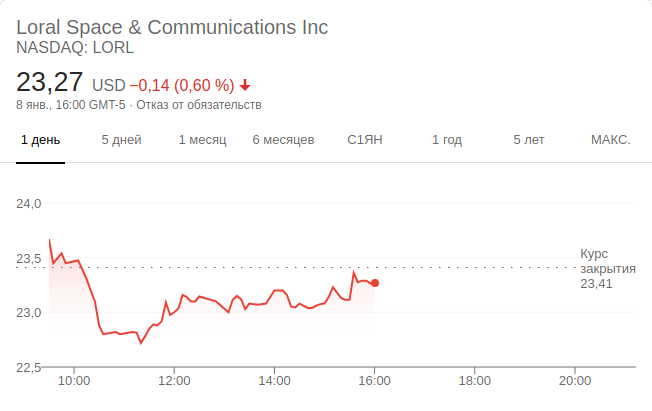 Loral Space & Communications Inc
NASDAQ: LORL
23,27 USD −0,14 (0,60 %)
8 янв., 16:00 GMT-5 · Отказ от обязательств
1 день 5 дней 1 месяц 6 месяцев С1ЯН 1 год 5 лет МАКС.
24,0
23,5
23,0
22,5
Курс
закрытия
23,41
10:00 12:00 14:00 16:00 18:00 20:00